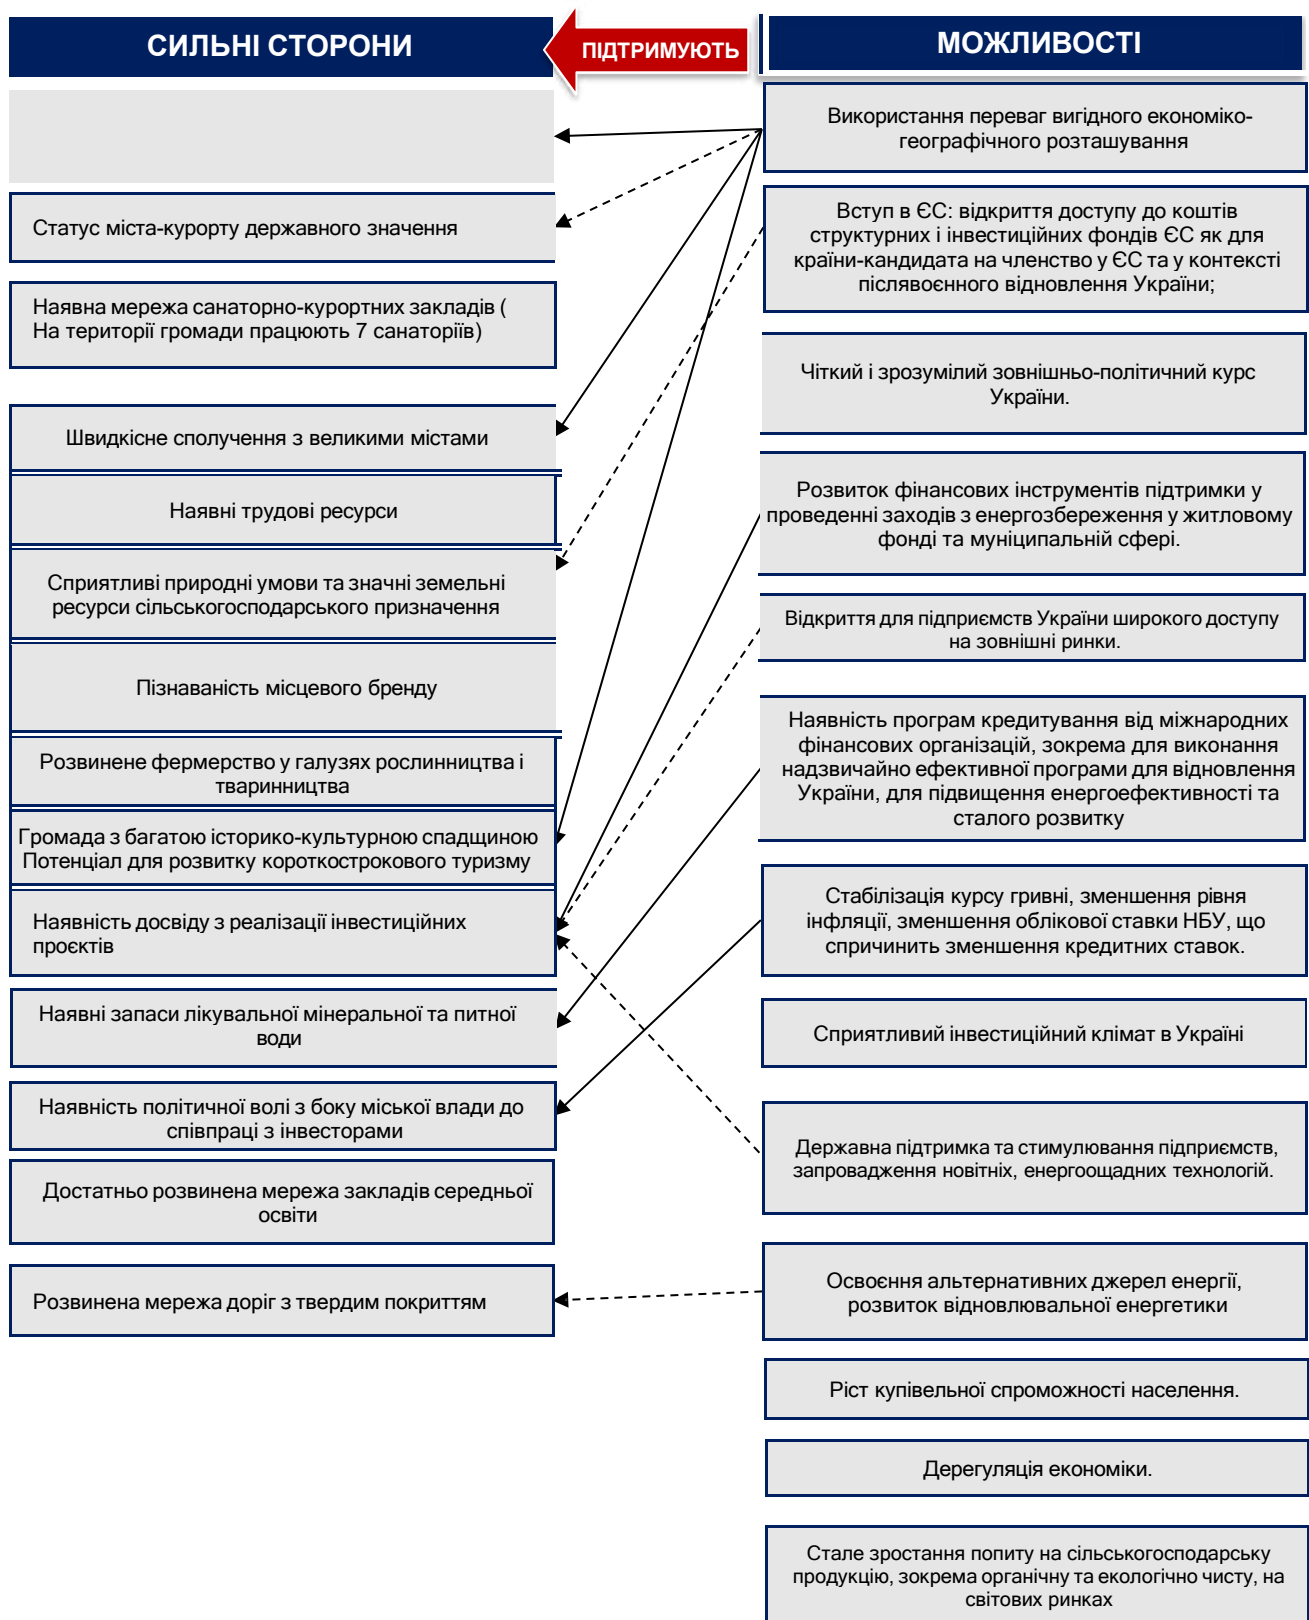 СИЛЬНІ СТОРОНИ
ПІДТРИМУЮТЬ
МОЖЛИВОСТІ
Статус міста-курорту державного значення
Наявна мережа санаторно-курортних закладів (
На території громади працюють 7 санаторіїв)
Швидкісне сполучення з великими містами
Наявні трудові ресурси
Сприятливі природні умови та значні земельні
ресурси сільськогосподарського призначення
Пізнаваність місцевого бренду
Розвинене фермерство у галузях рослинництва і
тваринництва
Громада з багатою історико-культурною спадщиною
Потенціал для розвитку короткострокового туризму
Наявність досвіду з реалізації інвестиційних
проєктів
Наявні запаси лікувальної мінеральної та питної
води
Наявність політичної волі з боку міської влади до
співпраці з інвесторами
Достатньо розвинена мережа закладів середньої
освіти
Розвинена мережа доріг з твердим покриттям
Використання переваг вигідного економіко-
географічного розташування
Вступ в ЄС: відкриття доступу до коштів
структурних і інвестиційних фондів ЄС як для
країни-кандидата на членство у ЄС та у контексті
післявоєнного відновлення України;
Чіткий і зрозумілий зовнішньо-політичний курс
України.
Розвиток фінансових інструментів підтримки у
проведенні заходів з енергозбереження у житловому
фонді та муніципальній сфері.
Відкриття для підприємств України широкого доступу
на зовнішні ринки.
Наявність програм кредитування від міжнародних
фінансових організацій, зокрема для виконання
надзвичайно ефективної програми для відновлення
України, для підвищення енергоефективності та
сталого розвитку
Стабілізація курсу гривні, зменшення рівня
інфляції, зменшення облікової ставки НБУ, що
спричинить зменшення кредитних ставок.
Сприятливий інвестиційний клімат в Україні
Державна підтримка та стимулювання підприємств,
запровадження новітніх, енергоощадних технологій.
Освоєння альтернативних джерел енергії,
розвиток відновлювальної енергетики
Ріст купівельної спроможності населення.
Дерегуляція економіки.
Стале зростання попиту на сільськогосподарську
продукцію, зокрема органічну та екологічно чисту, на
світових ринках